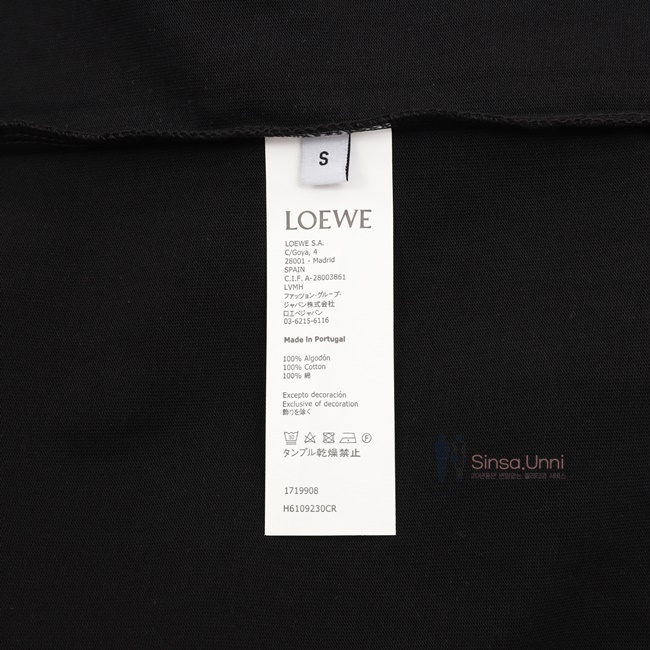 S
LOEWE
LOEWE S.A.
C/Goya, 4
28001 - Madrid
SPAIN
C.I.F. A-28003861
LVMH
ファッション・グループ・
ジャパン株式会社
ロエベジャパン
03-6215-6116
Made in Portugal
100% Algodón
100% Cotton
100% 綿
Excepto decoración
Exclusive of decoration
飾りを除く
タンブル乾燥禁止
1719908
H6109230CR
Sinsa.Unni